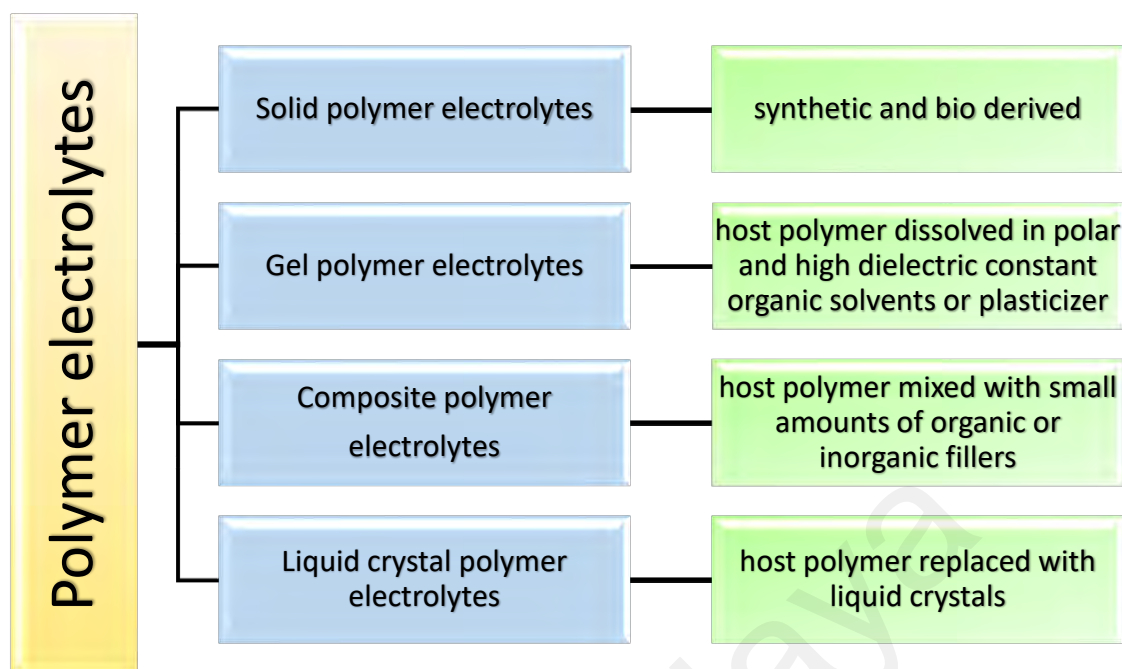 Polymer electrolytes
Solid polymer electrolytes
synthetic and bio derived
Gel polymer electrolytes
host polymer dissolved in polar
and high dielectric constant
organic solvents or plasticizer
Composite polymer
electrolytes
host polymer mixed with small
amounts of organic or
inorganic fillers
Liquid crystal polymer
electrolytes
host polymer replaced with
liquid crystals